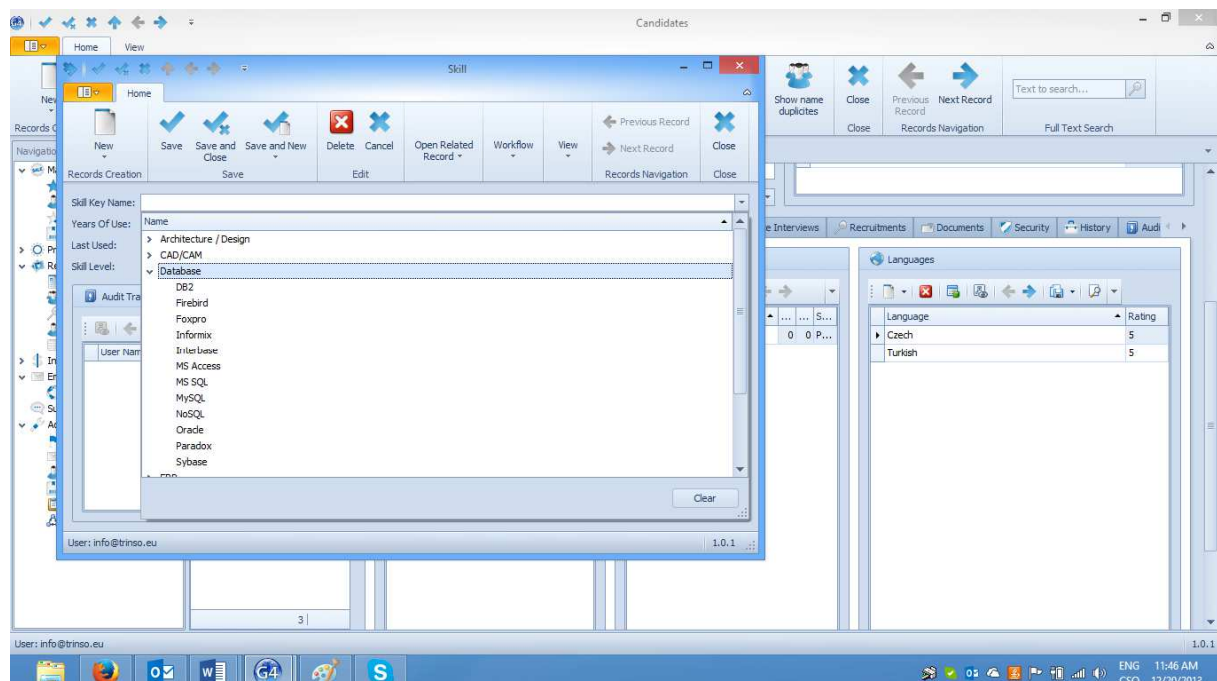 Candidates
Home View
Skill
Home
New
Save
Save and Close
Save and New
Delete
Cancel
Open Related Record
Workflow
View
Previous Record
Next Record
Close
Records Creation
Save
Edit
Records Navigation
Close
Show name duplicites
Close
Previous Record
Next Record
Text to search...
Close
Records Navigation
Full Text Search
Skill Key Name:
Years Of Use:
Last Used:
Skill Level:
Name
Architecture / Design
CAD/CAM
Database
DB2
Firebird
Foxpro
Informix
Interbase
MS Access
MS SQL
MySQL
NoSQL
Oracle
Paradox
Sybase
Clear
User: info@trinso.eu
1.0.1
Interviews
Recruitments
Documents
Security
History
Languages
... ... S...
0 0 P...
Language Rating
Czech 5
Turkish 5
3
User: info@trinso.eu
1.0.1
G4
ENG 11:46 AM